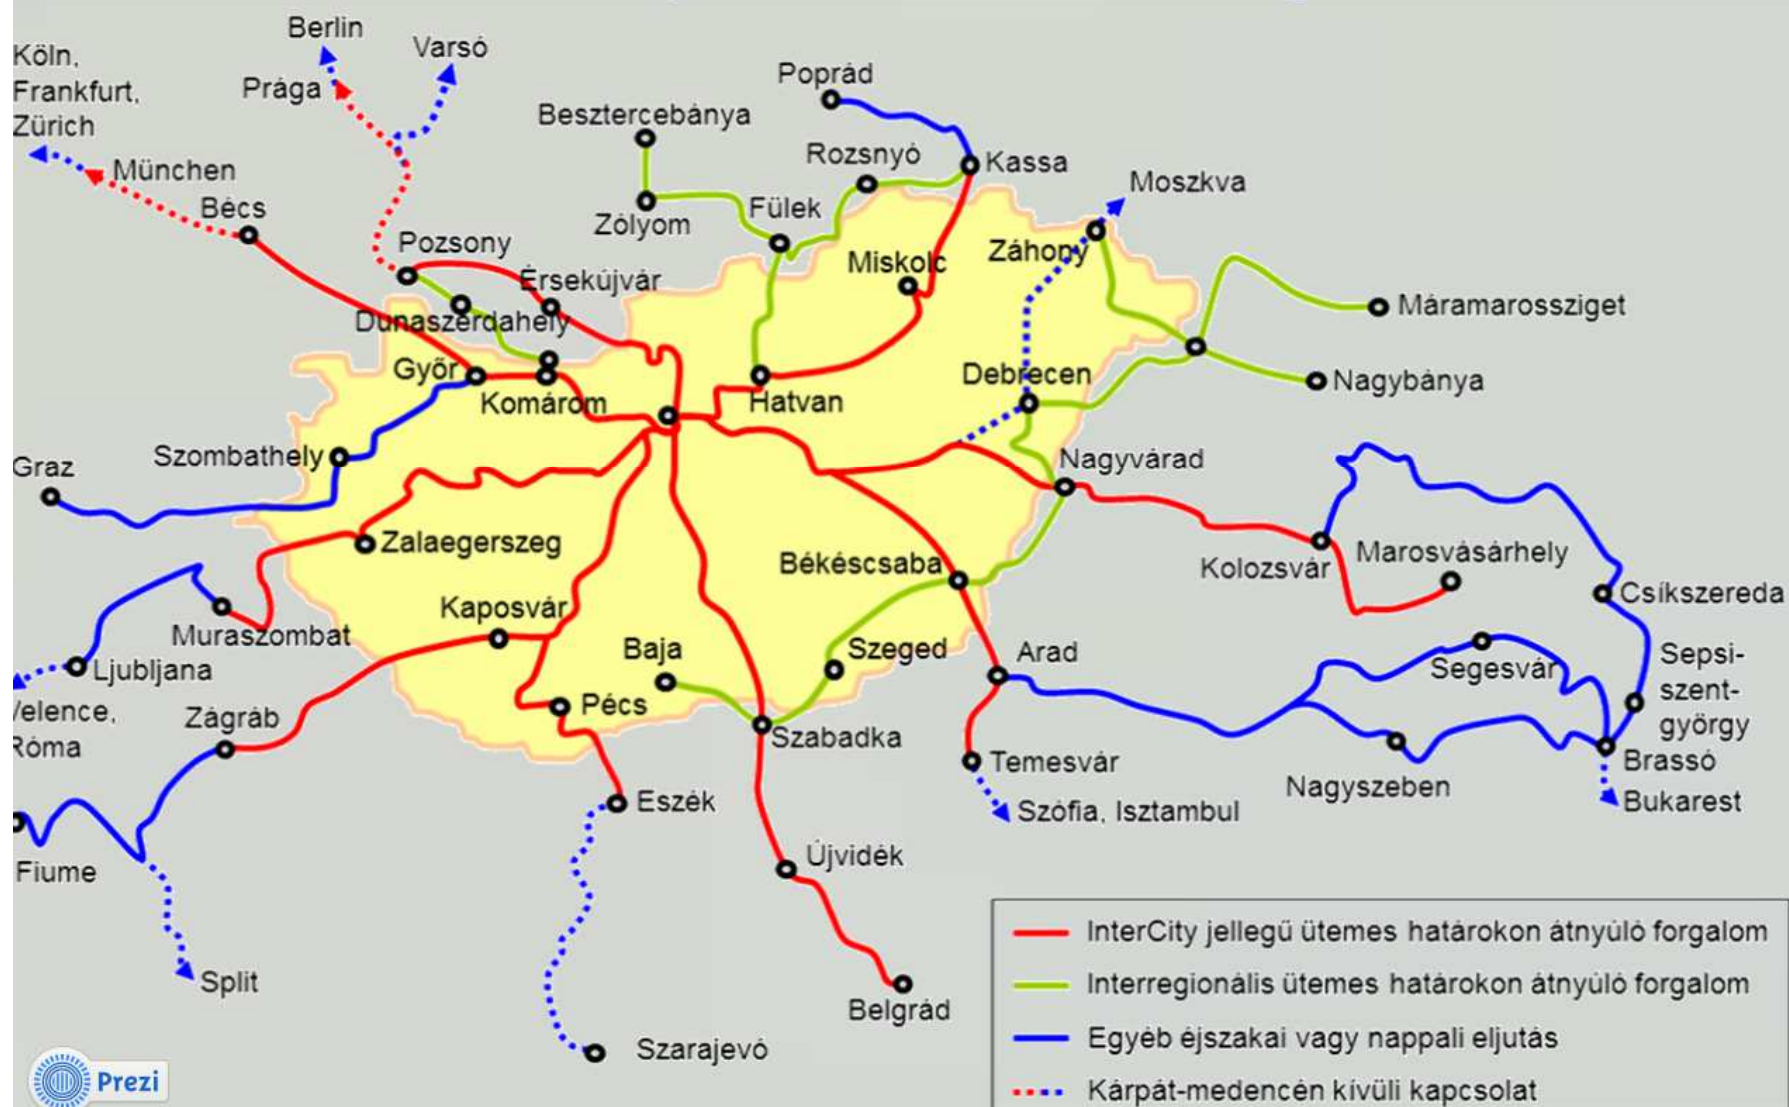 Berlin
Varsó
Köln,
Frankfurt,
Zürich
Prága
München
Bécs
Poprád
Besztercebánya
Rozsnyó
Kassa
Zólyom
Fülek
Moszkva
Pozsony
Érsekújvár
Miskolc
Záhony
Dunaszerdahely
Máramarossziget
Győr
Komárom
Hatvan
Debrecen
Nagybánya
Graz
Szombathely
Nagyvárad
Zalaegerszeg
Békéscsaba
Kolozsvár
Marosvásárhely
Csíkszereda
Kaposvár
Muraszombat
Baja
Szeged
Arad
Segesvár
Sepsi-
szent-
györgy
Ljubljana
Velence,
Róma
Zágráb
Pécs
Szabadka
Temesvár
Nagyszeben
Brassó
Bukarest
Eszék
Szófia, Isztambul
Fiume
Újvidék
Split
Belgrád
Szarajevó
InterCity jellegű ütemes határokon átnyúló forgalom
Interregionális ütemes határokon átnyúló forgalom
Egyéb éjszakai vagy nappali eljutás
Kárpát-medencén kívüli kapcsolat
Prezi